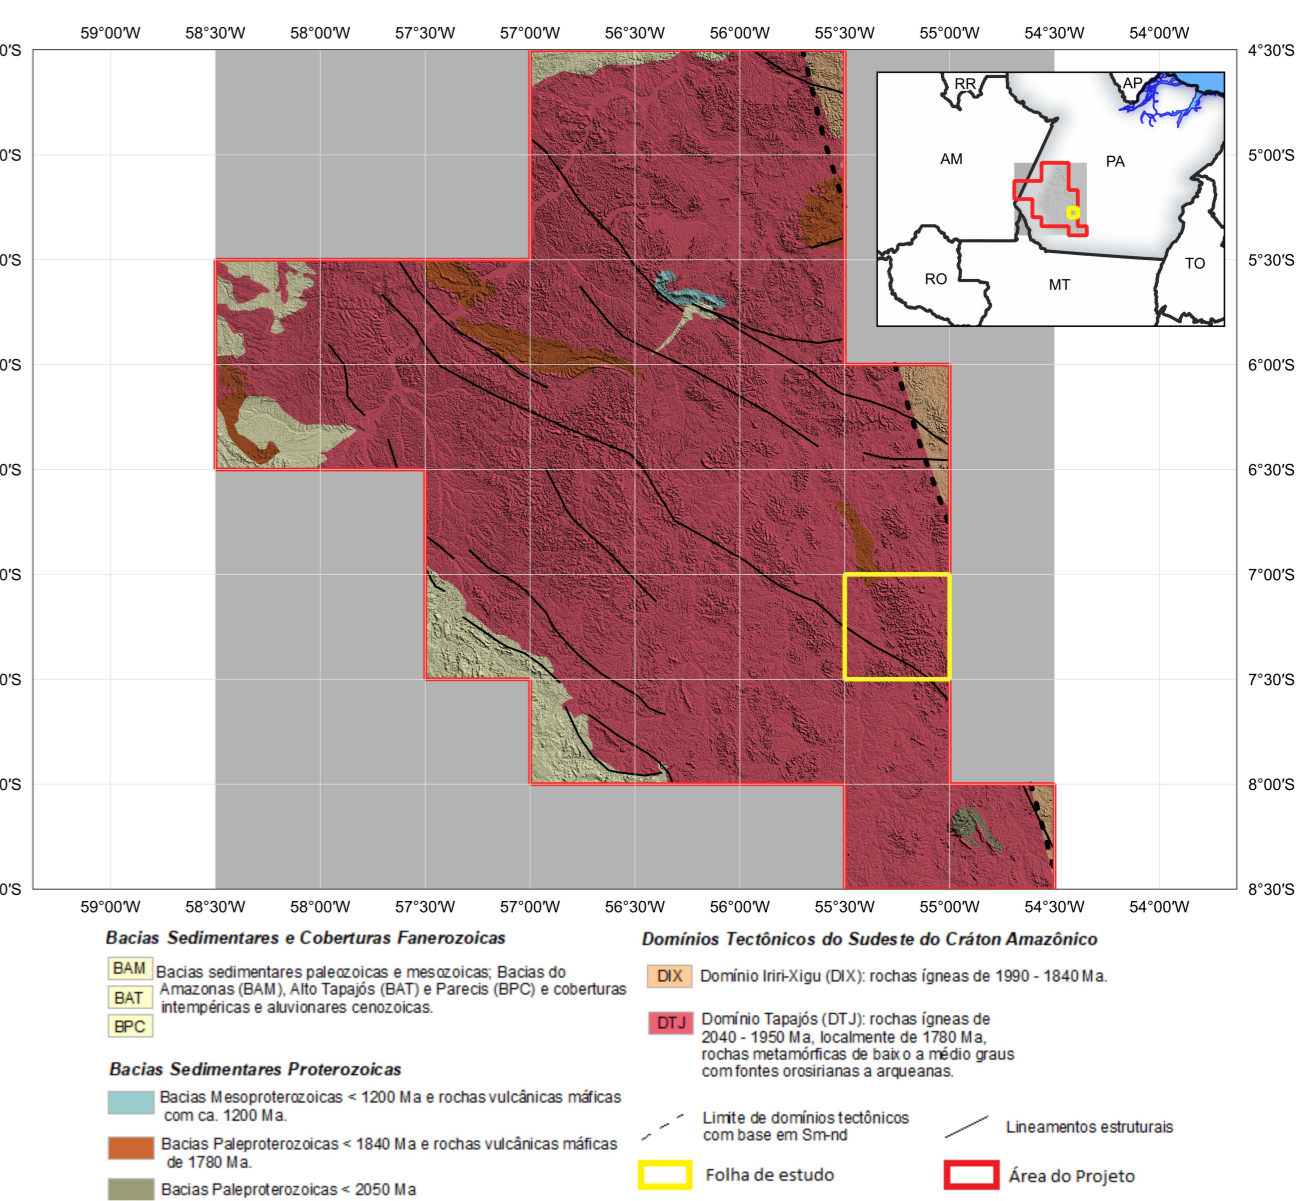 59°00'W 58°30'W 58°00'W 57°30'W 57°00'W 56°30'W 56°00'W 55°30'W 55°00'W 54°30'W 54°00'W
0'S 4°30'S
RR AP
0'S AM PA 5°00'S
0'S 5°30'S
TO
RO MT
0'S 6°00'S
0'S 6°30'S
0'S 7°00'S
0'S 7°30'S
0'S 8°00'S
0'S 8°30'S
59°00'W 58°30'W 58°00'W 57°30'W 57°00'W 56°30'W 56°00'W 55°30'W 55°00'W 54°30'W 54°00'W
Bacias Sedimentares e Coberturas Fanerozoicas
BAM
BAT
BPC
Bacias sedimentares paleozoicas e mesozoicas; Bacias do
Amazonas (BAM), Alto Tapajós (BAT) e Parecis (BPC) e coberturas
intempéricas e aluvionares cenozoicas.
Bacias Sedimentares Proterozoicas
Bacias Mesoproterozoicas < 1200 Ma e rochas vulcânicas máficas
com ca. 1200 Ma.
Bacias Paleproterozoicas < 1840 Ma e rochas vulcânicas máficas
de 1780 Ma.
Bacias Paleproterozoicas < 2050 Ma
Domínios Tectônicos do Sudeste do Cráton Amazônico
DIX Domínio Iriri-Xigu (DIX): rochas ígneas de 1990 - 1840 Ma.
DTJ Domínio Tapajós (DTJ): rochas ígneas de
2040 - 1950 Ma, localmente de 1780 Ma,
rochas metamórficas de baixo a médio graus
com fontes orosirianas a arqueanas.
Limite de domínios tectônicos
com base em Sm-nd
Lineamentos estruturais
Folha de estudo
Área do Projeto